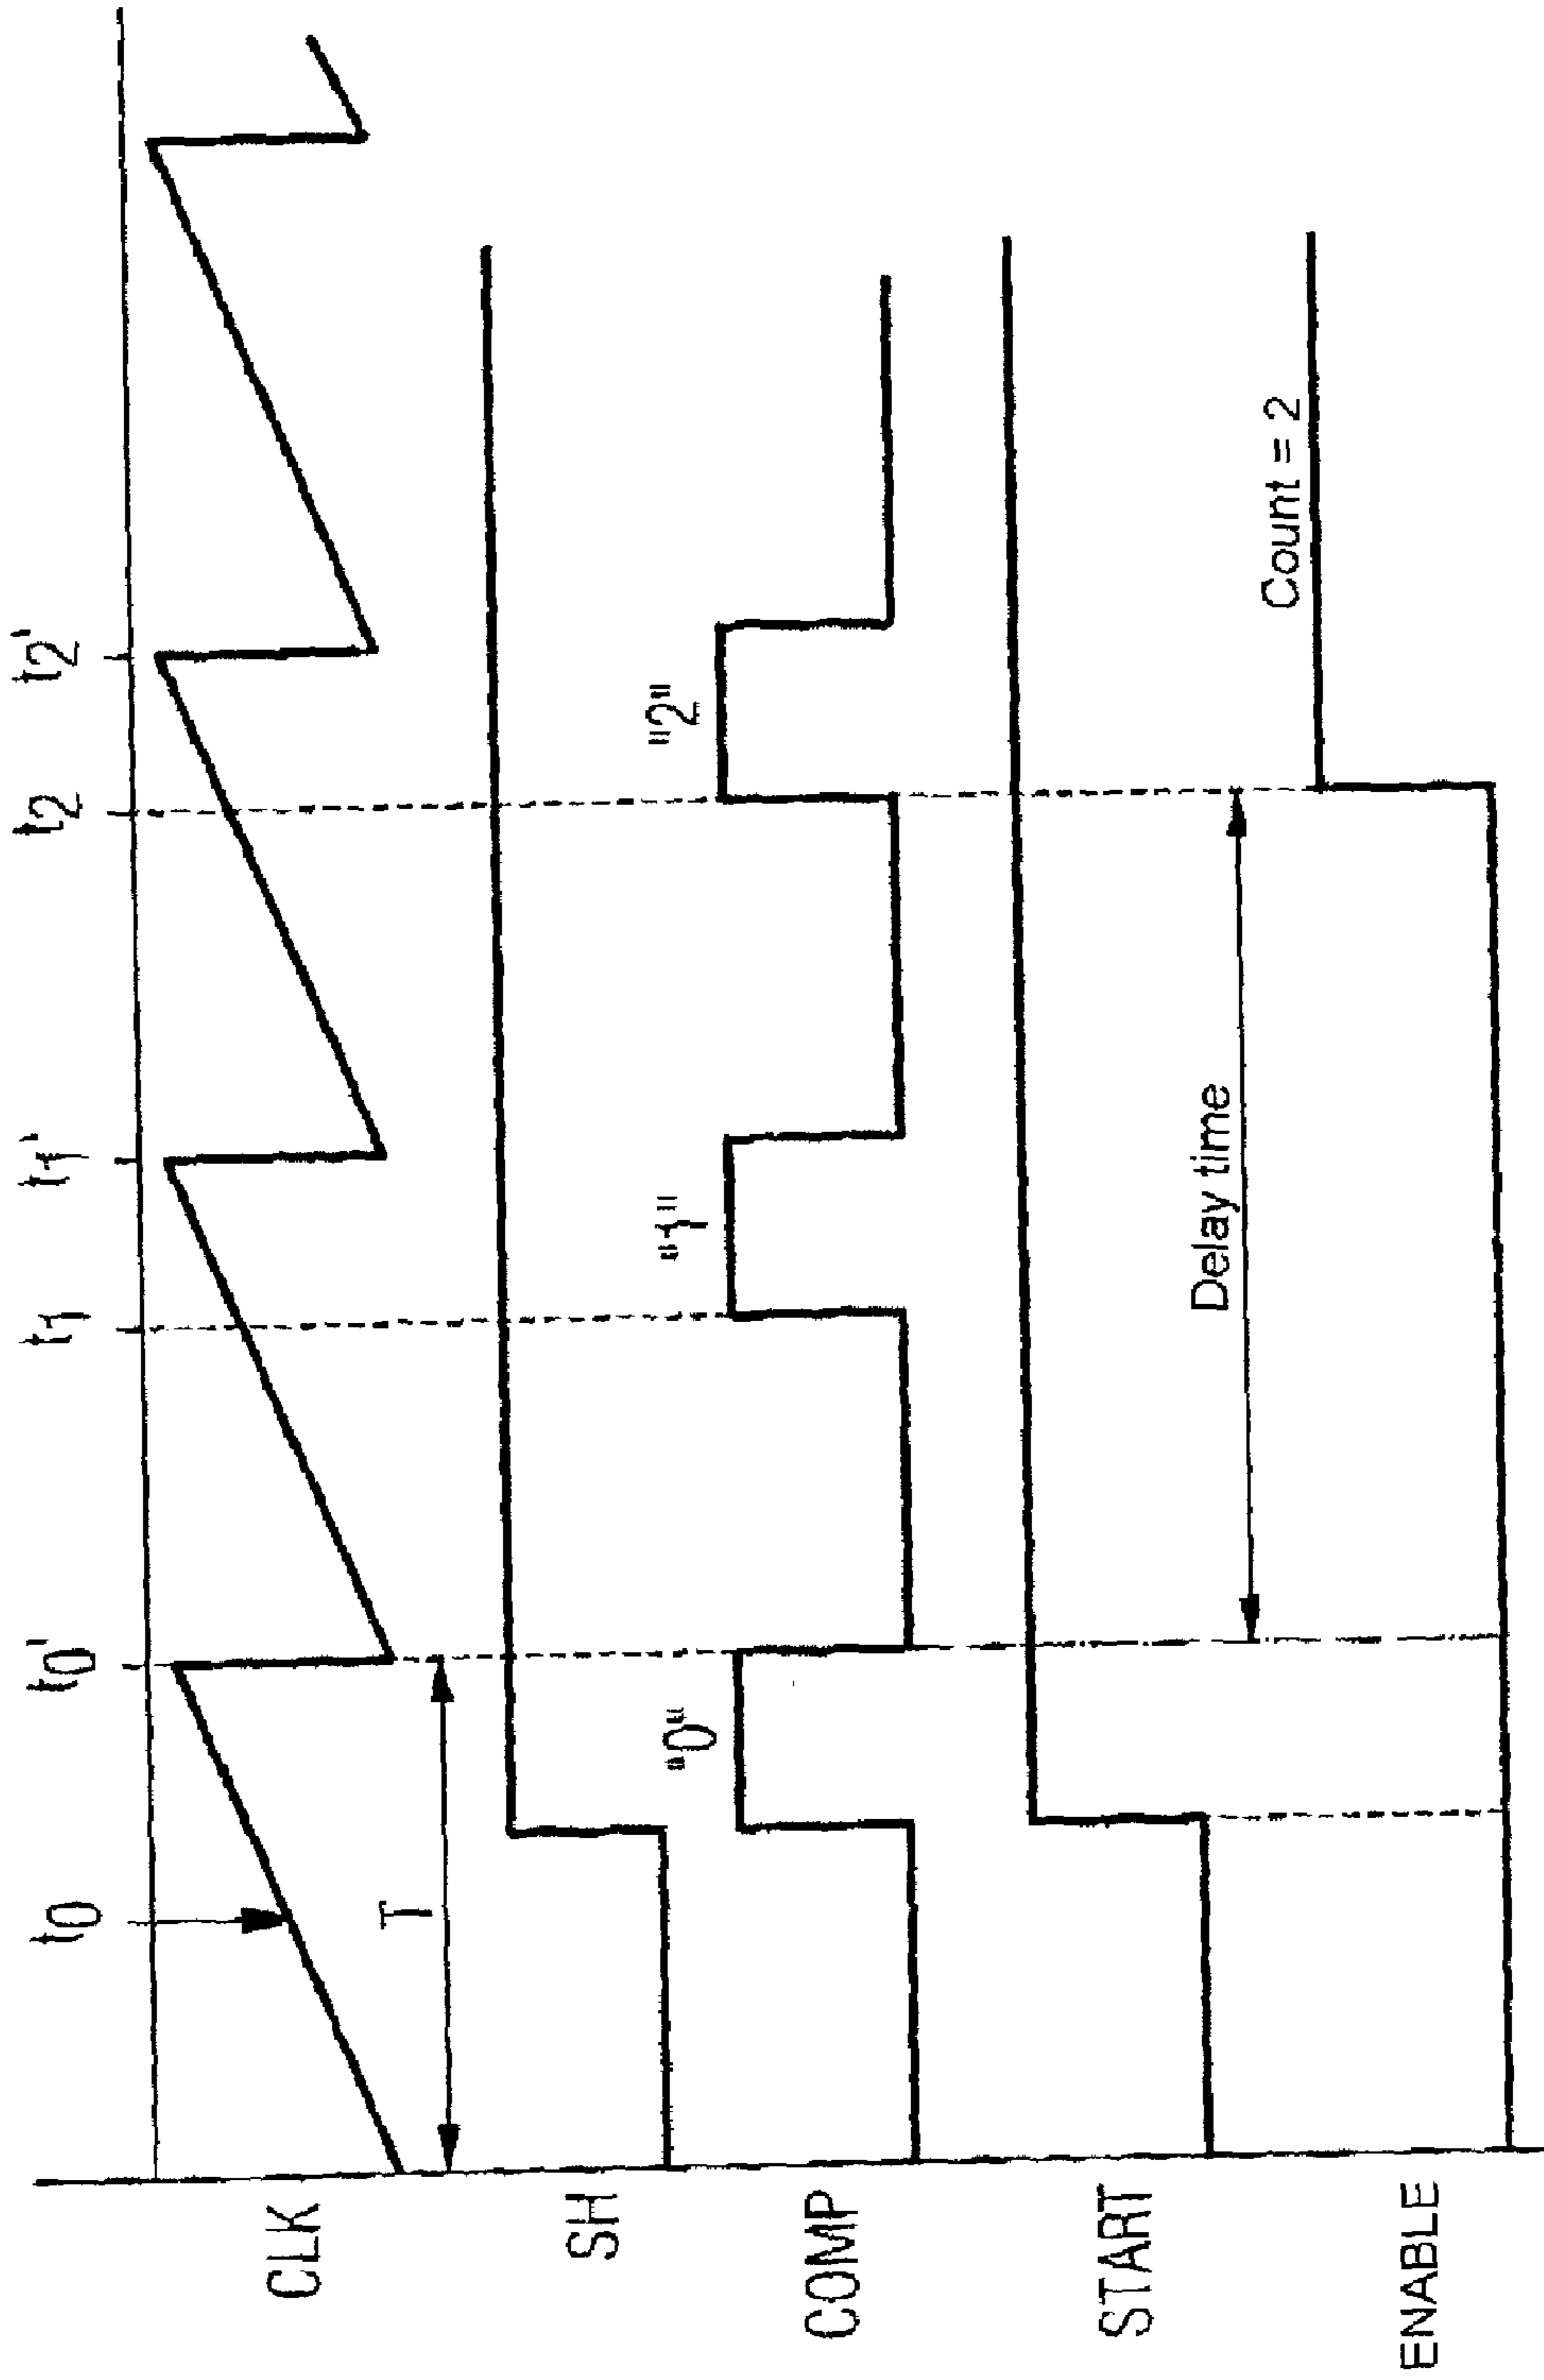 t0 t0' t1 t1' t2 t2'
CLK
T
SH
COMP
"0" "1" "2"
START
Delay time
ENABLE
Count = 2